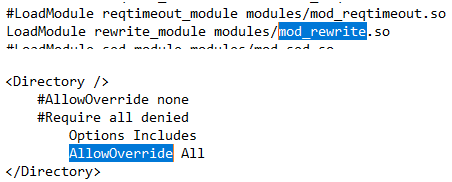 #LoadModule reqtimeout_module modules/mod_reqtimeout.so
LoadModule rewrite_module modules/mod_rewrite.so
#LoadModule sed_module modules/mod_sed.so
<Directory />
#AllowOverride none
#Require all denied
Options Includes
AllowOverride All
</Directory>